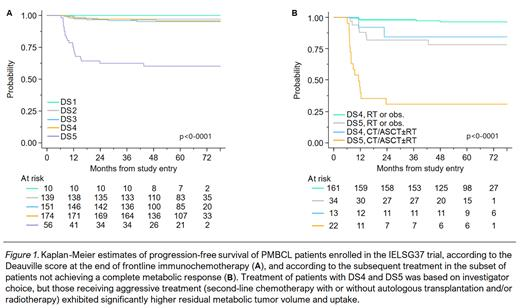 A
B
1.00
0.75
0.50
0.25
0.00
Probability
DS1
DS2
DS3
DS4
DS5
p<0·0001
0 12 24 36 48 60 72
Months from study entry
At risk
10 10 10 10 8 7 2
139 138 135 133 110 83 35
151 146 142 136 100 85 20
174 171 169 164 136 107 33
56 41 34 34 26 21 2
1.00
0.75
0.50
0.25
0.00
Probability
DS4, RT or obs.
DS5, RT or obs.
DS4, CT/ASCT±RT
DS5, CT/ASCT±RT
p<0·0001
0 12 24 36 48 60 72
Months from study entry
At risk
161 159 158 153 125 98 27
34 30 27 27 20 15 1
13 12 11 11 11 9 6
22 11 7 7 6 6 1
Figure 1. Kaplan-Meier estimates of progression-free survival of PMBCL patients enrolled in the IELSG37 trial, according to the
Deauville score at the end of frontline immunochemotherapy (A), and according to the subsequent treatment in the subset of
patients not achieving a complete metabolic response (B). Treatment of patients with DS4 and DS5 was based on investigator
choice, but those receiving aggressive treatment (second-line chemotherapy with or without autologous transplantation and/or
radiotherapy) exhibited significantly higher residual metabolic tumor volume and uptake.